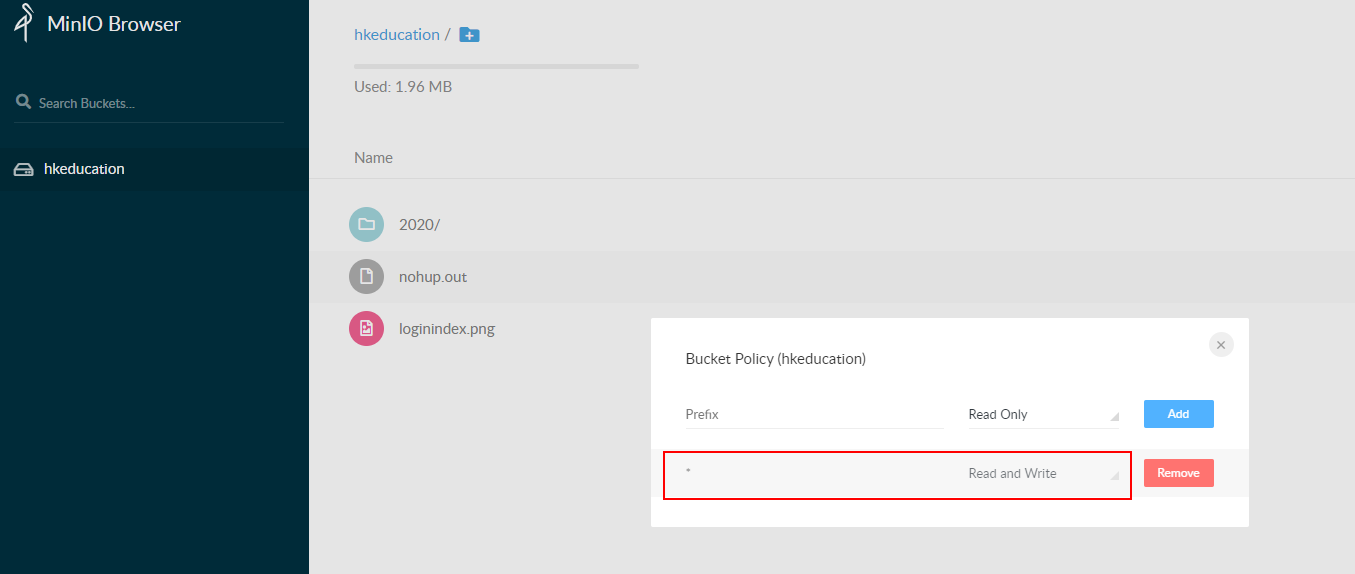 MinIO Browser
Search Buckets...
hkeducation
hkeducation /
Used: 1.96 MB
Name
2020/
nohup.out
loginindex.png
Bucket Policy (hkeducation)
Prefix Read Only Add
* Read and Write Remove